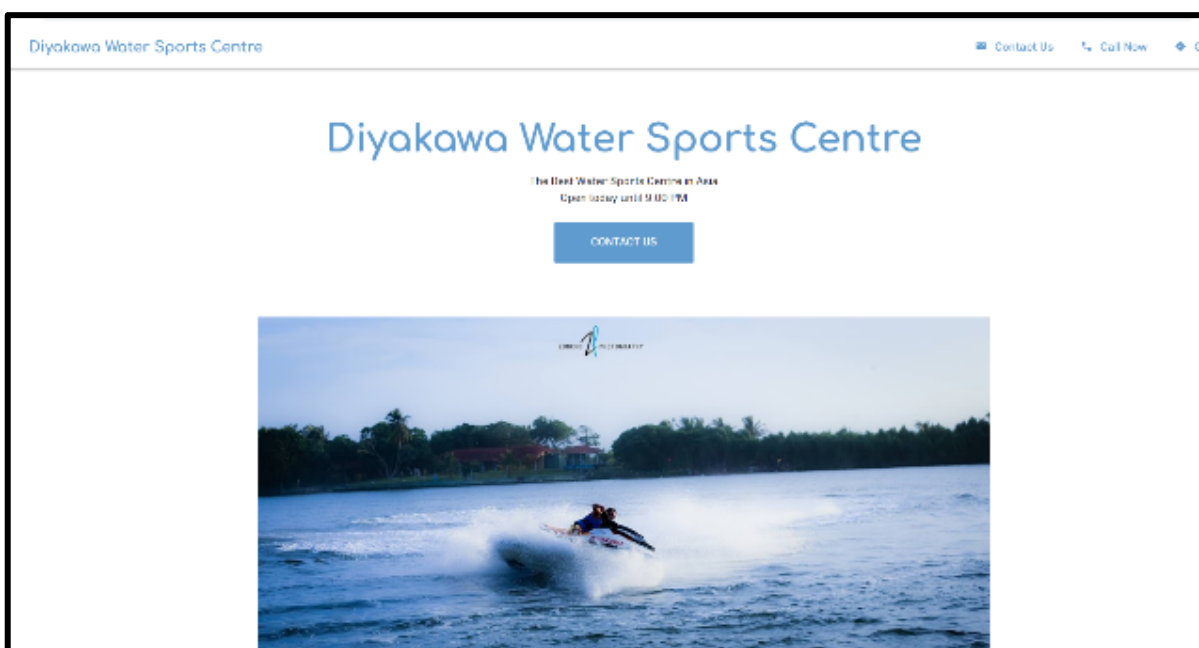 Diyakawa Water Sports Centre
Contact Us
Call Now
Diyakawa Water Sports Centre
The Best Water Sports Centre in Asia
Open today until 9:00 PM
CONTACT US